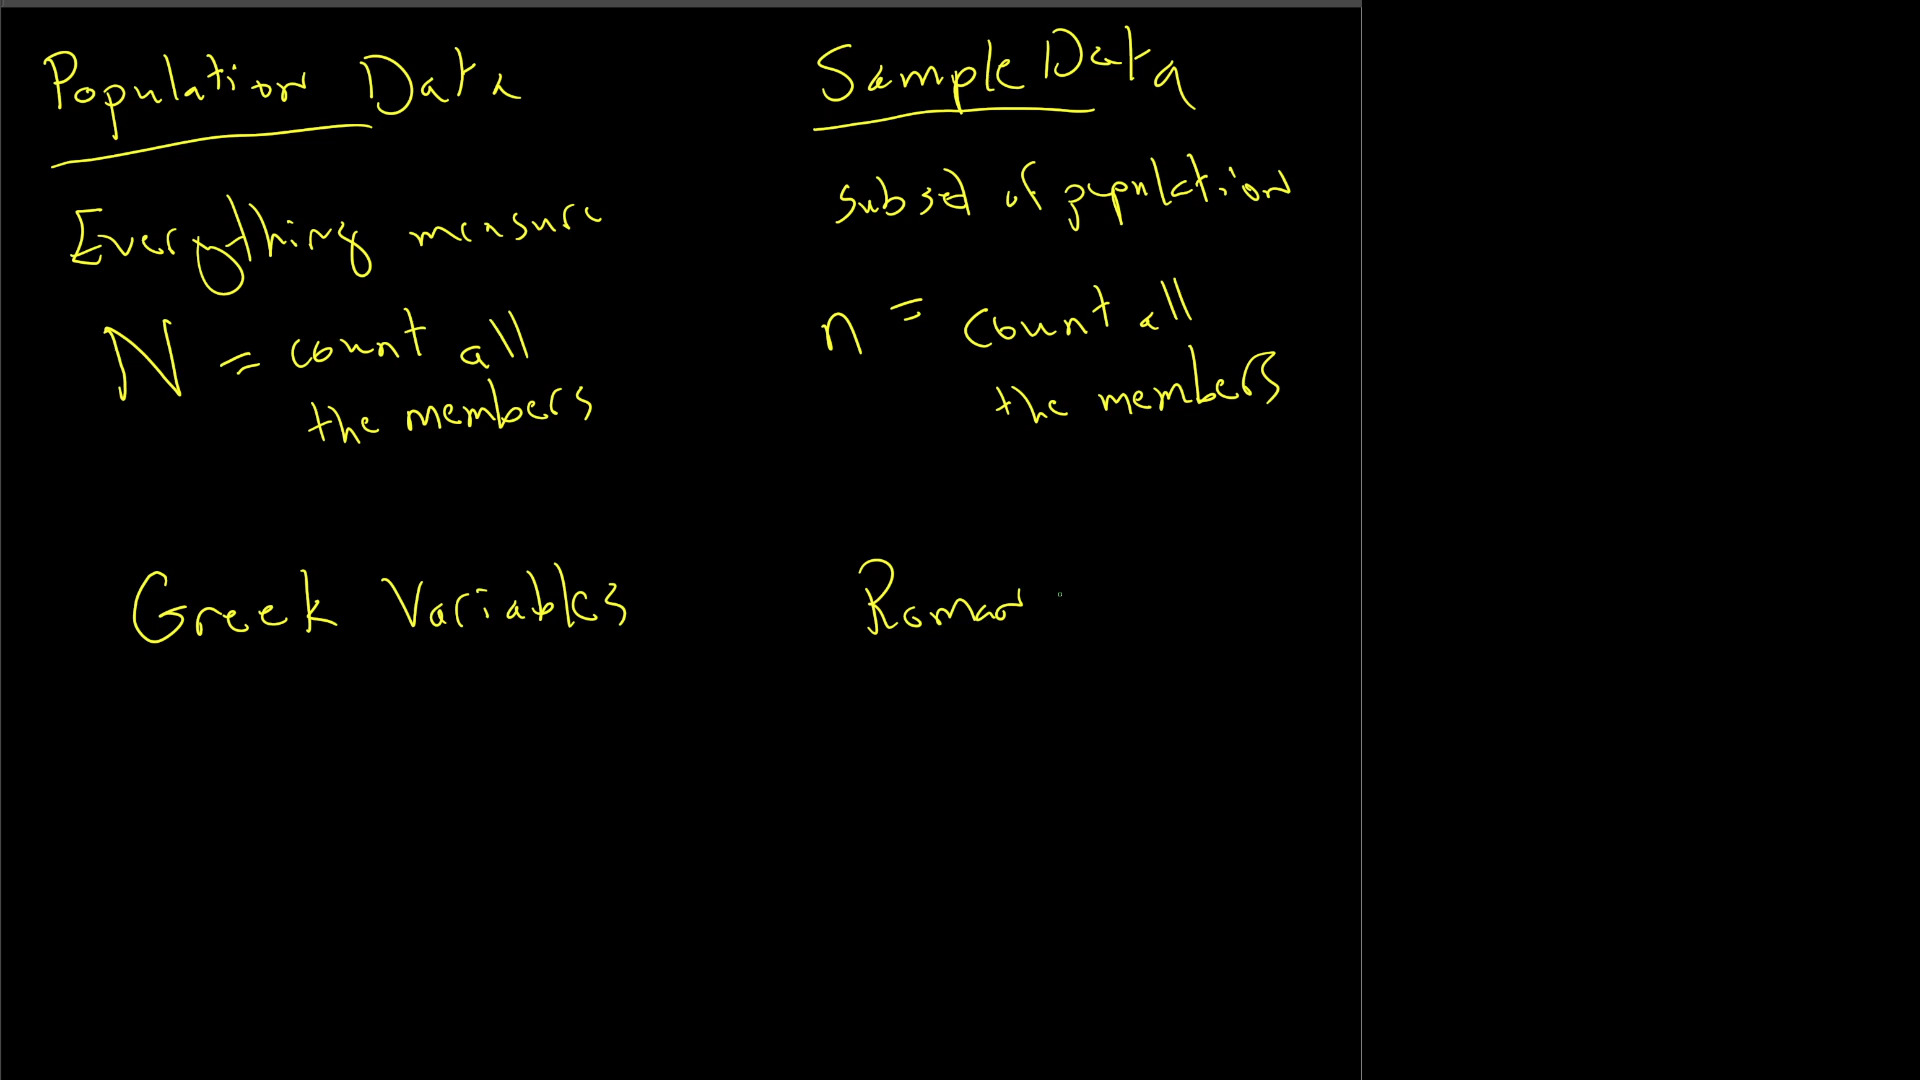 Population Data
Everything measure
N = count all
the members
Greek Variables
Sample Data
subset of population
n = count all
the members
Roman